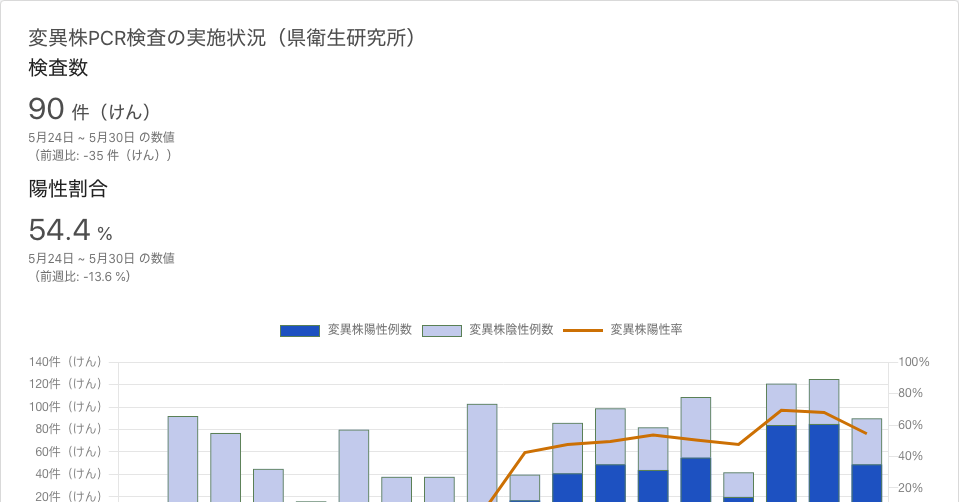 変異株PCR検査の実施状況（県衛生研究所）
検査数
90 件（けん）
5月24日 ~ 5月30日 の数値
（前週比: -35 件（けん））
陽性割合
54.4 %
5月24日 ~ 5月30日 の数値
（前週比: -13.6 %）
変異株陽性例数 変異株陰性例数 変異株陽性率
140件（けん） 100%
120件（けん） 80%
100件（けん）
80件（けん） 60%
60件（けん） 40%
40件（けん）
20件（けん） 20%